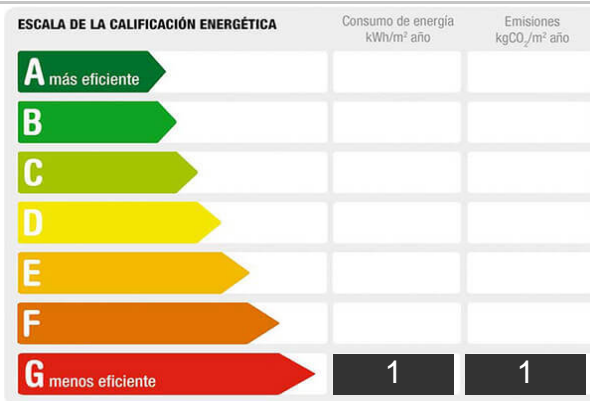 ESCALA DE LA CALIFICACIÓN ENERGÉTICA
Consumo de energía
kWh/m² año
Emisiones
kgCO₂/m² año
A más eficiente
B
C
D
E
F
G menos eficiente
1
1